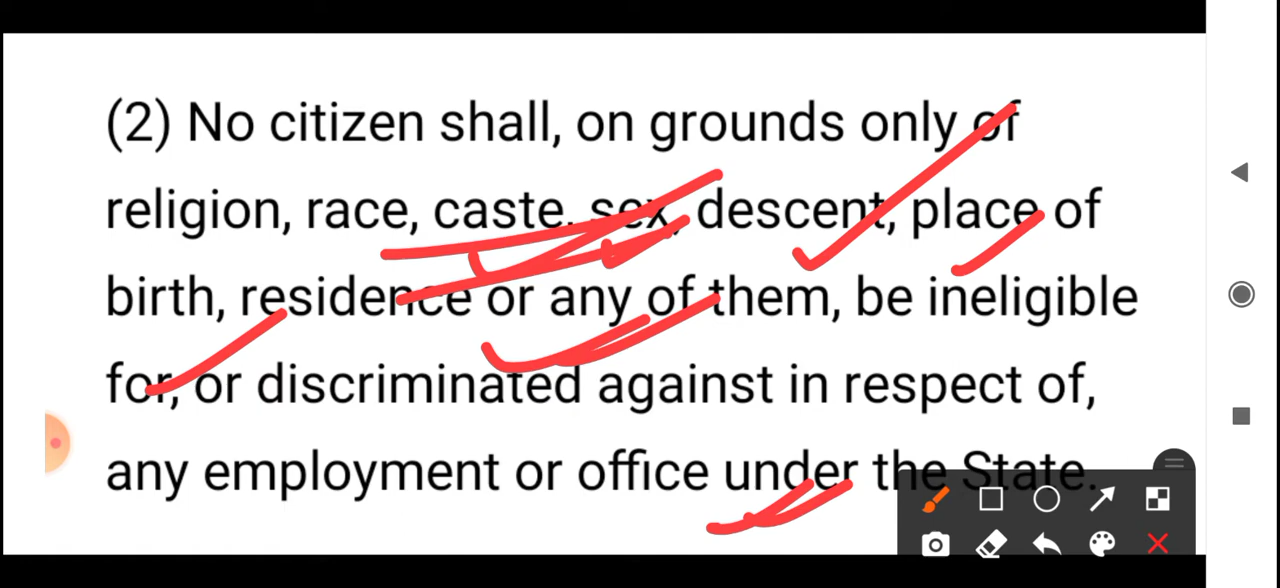 (2) No citizen shall, on grounds only of
religion, race, caste, sex, descent, place of
birth, residence or any of them, be ineligible
for, or discriminated against in respect of,
any employment or office under the State.